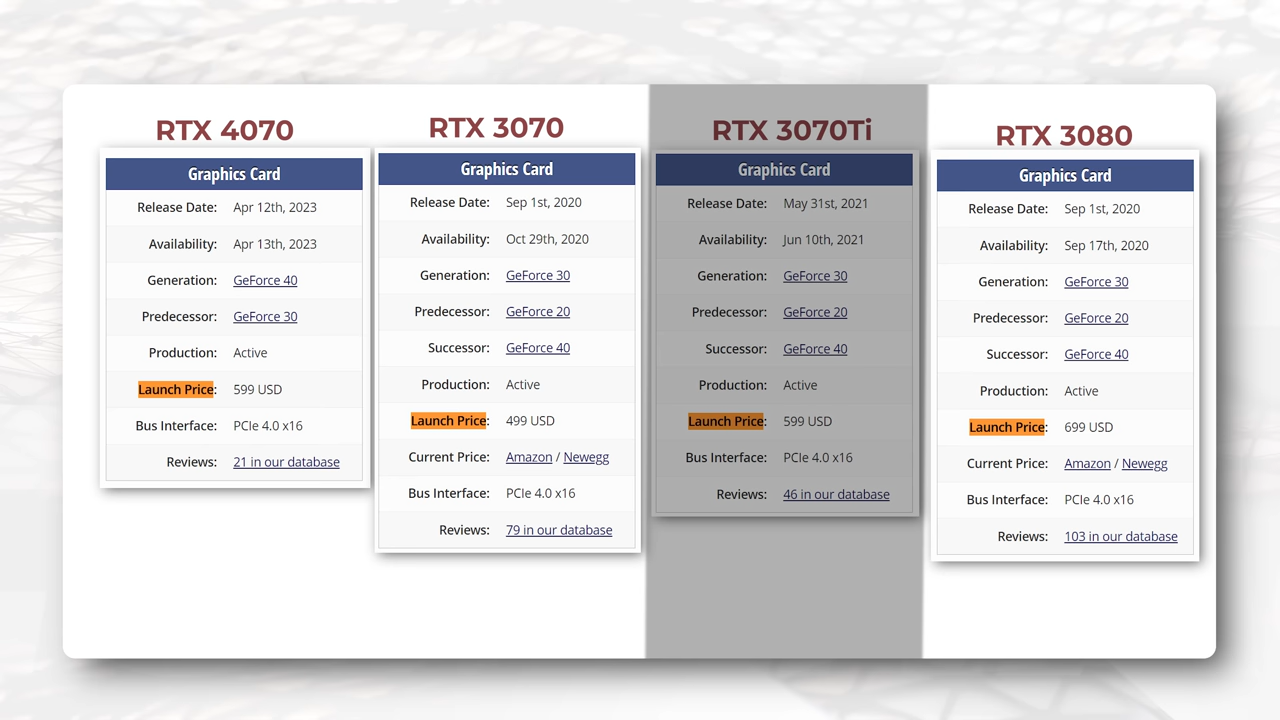 RTX 4070
Graphics Card
Release Date: Apr 12th, 2023
Availability: Apr 13th, 2023
Generation: GeForce 40
Predecessor: GeForce 30
Production: Active
Launch Price: 599 USD
Bus Interface: PCIe 4.0 x16
Reviews: 21 in our database
RTX 3070
Graphics Card
Release Date: Sep 1st, 2020
Availability: Oct 29th, 2020
Generation: GeForce 30
Predecessor: GeForce 20
Successor: GeForce 40
Production: Active
Launch Price: 499 USD
Current Price: Amazon / Newegg
Bus Interface: PCIe 4.0 x16
Reviews: 79 in our database
RTX 3070Ti
Graphics Card
Release Date: May 31st, 2021
Availability: Jun 10th, 2021
Generation: GeForce 30
Predecessor: GeForce 20
Successor: GeForce 40
Production: Active
Launch Price: 599 USD
Bus Interface: PCIe 4.0 x16
Reviews: 46 in our database
RTX 3080
Graphics Card
Release Date: Sep 1st, 2020
Availability: Sep 17th, 2020
Generation: GeForce 30
Predecessor: GeForce 20
Successor: GeForce 40
Production: Active
Launch Price: 699 USD
Current Price: Amazon / Newegg
Bus Interface: PCIe 4.0 x16
Reviews: 103 in our database